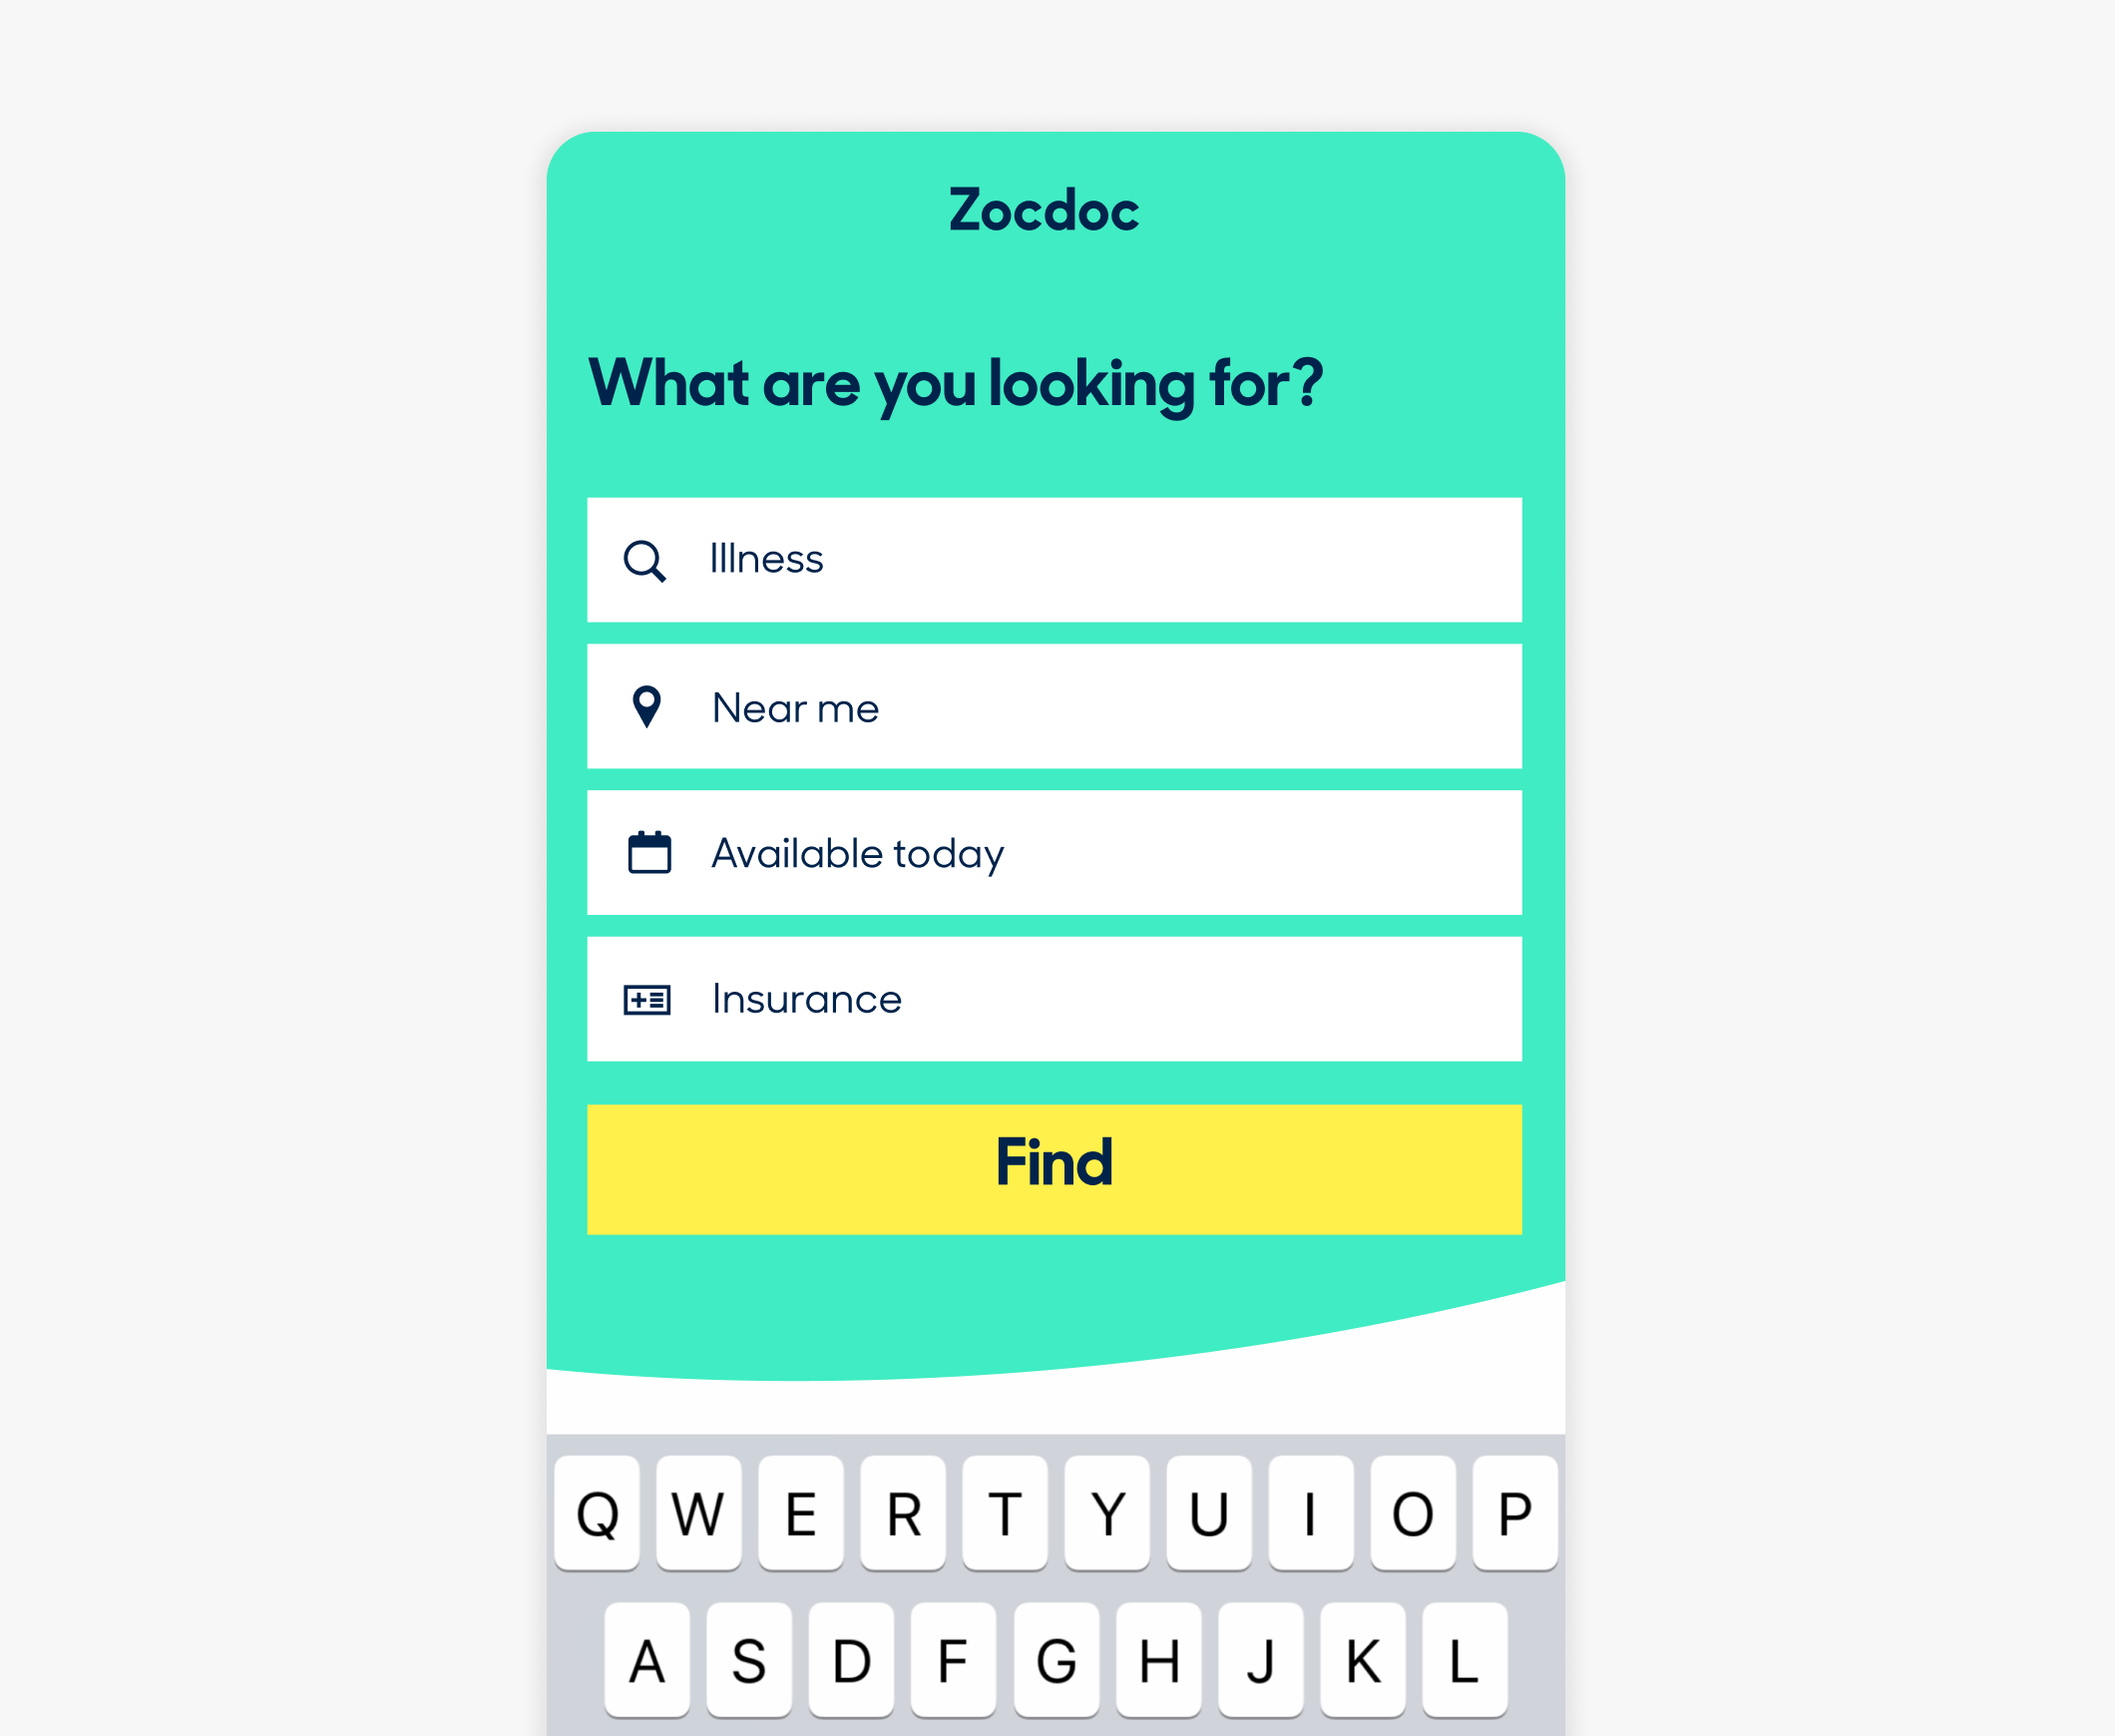 Zocdoc
What are you looking for?
Illness
Near me
Available today
Insurance
Find
Q W E R T Y U I O P
A S D F G H J K L